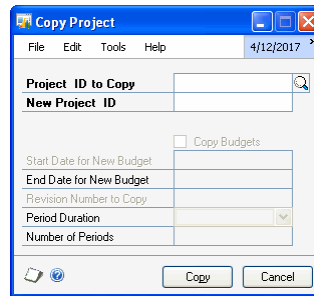 Copy Project
File Edit Tools Help 4/12/2017
Project ID to Copy
New Project ID
Copy Budgets
Start Date for New Budget
End Date for New Budget
Revision Number to Copy
Period Duration
Number of Periods
Copy Cancel